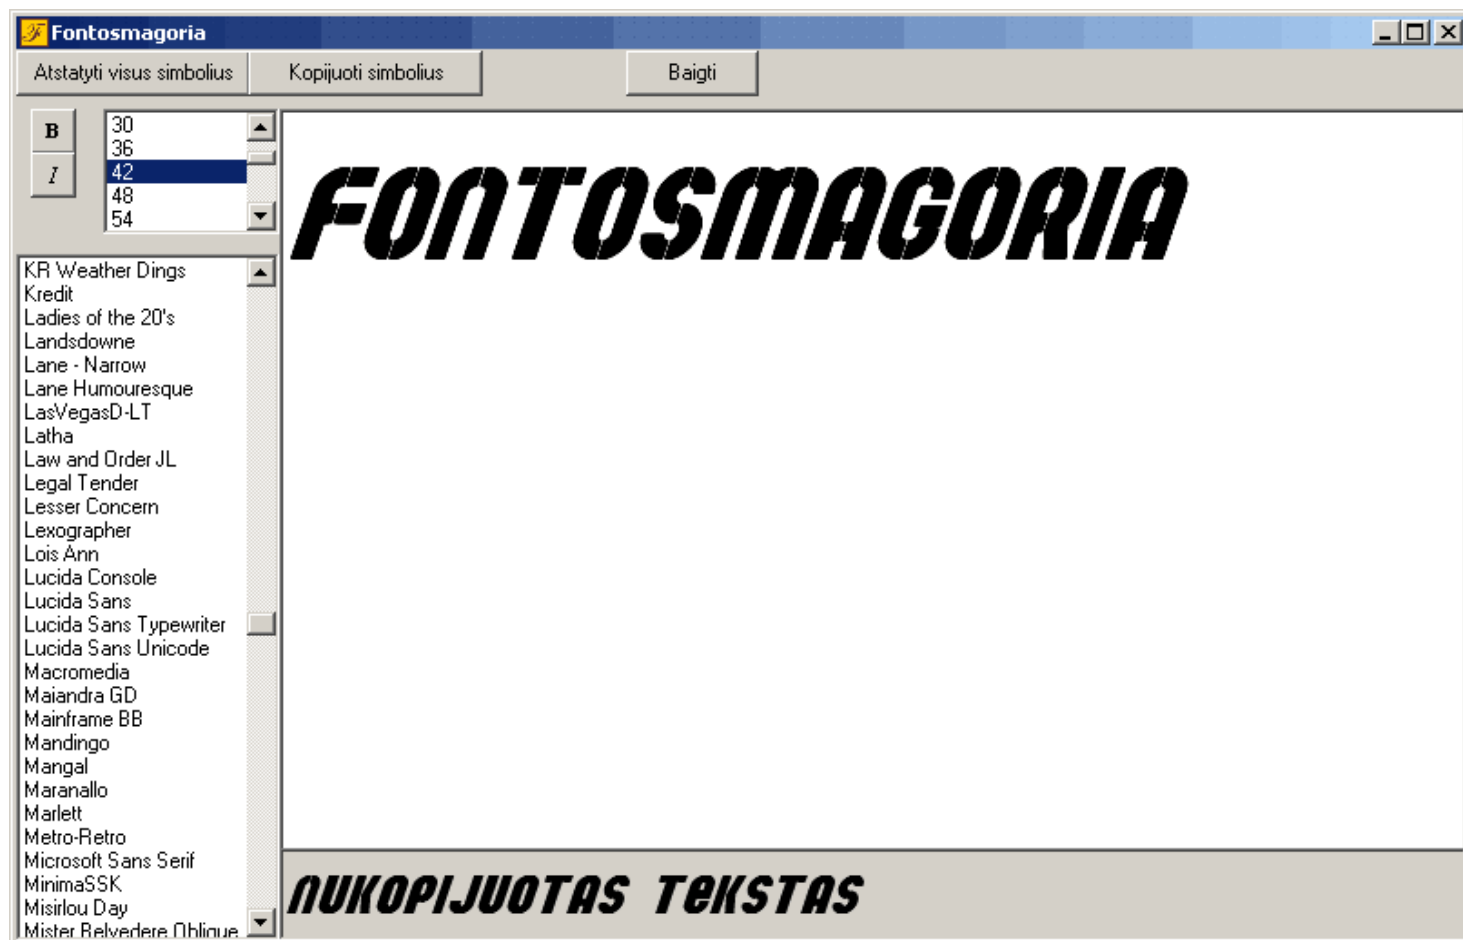 Fontosmagoria
Atstatyti visus simbolius Kopijuoti simbolius Baigti
B
I
30
36
42
48
54
FONTOSMAGORIA
KR Weather Dings
Kredit
Ladies of the 20's
Landsdowne
Lane - Narrow
Lane Humouresque
LasVegasD-LT
Latha
Law and Order JL
Legal Tender
Lesser Concern
Lexographer
Lois Ann
Lucida Console
Lucida Sans
Lucida Sans Typewriter
Lucida Sans Unicode
Macromedia
Maiandra GD
Mainframe BB
Mandingo
Mangal
Maranallo
Marlett
Metro-Retro
Microsoft Sans Serif
MinimaSSK
Misirlou Day
Mister Belvedere Oblique
NUKOPIJUOTAS TeKSTAS